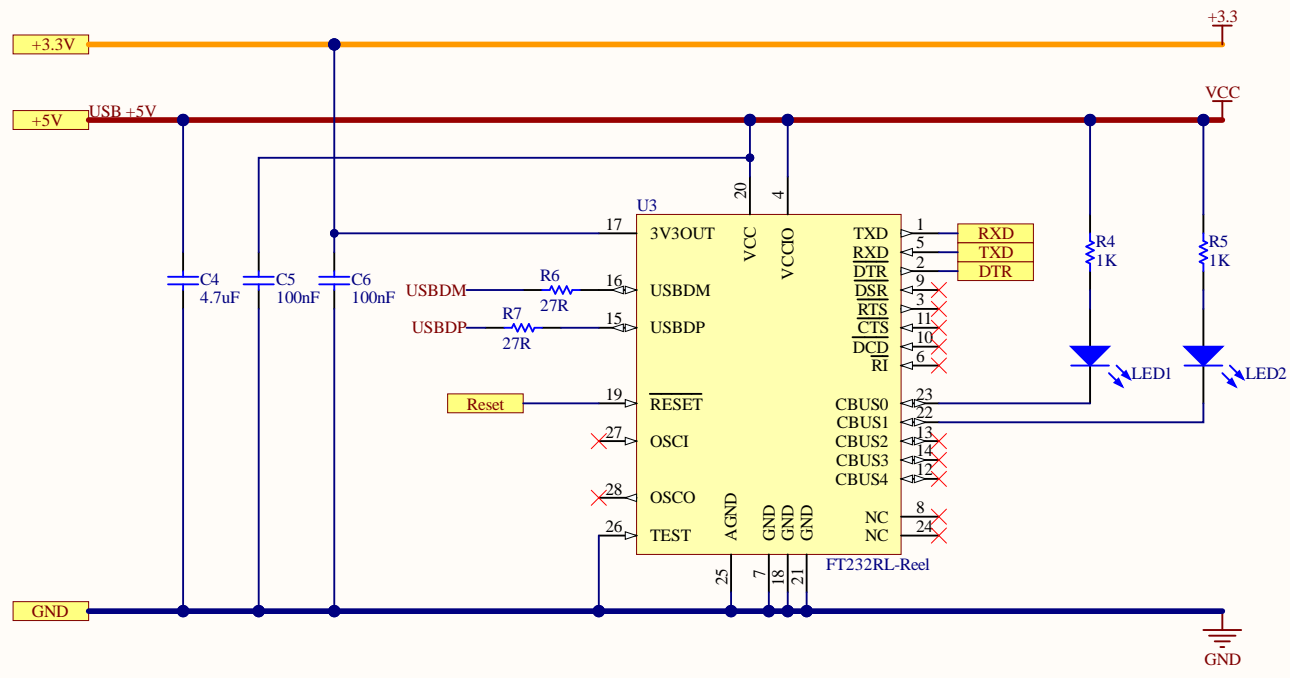 +3.3
+3.3V
VCC
USB +5V
+5V
20
4
U3
17
3V3OUT
VCC
VCCIO
TXD
1
RXD
RXD
5
TXD
DTR
2
DTR
R4
1K
R5
1K
C4
4.7uF
C5
100nF
C6
100nF
USBDM
R6
27R
16
USBDM
DSR
9
RTS
3
USBDP
R7
27R
15
USBDP
CTS
11
DCD
10
RI
6
LED1
LED2
Reset
19
RESET
CBUS0
23
CBUS1
22
27
OSCI
CBUS2
13
CBUS3
14
CBUS4
12
28
OSCO
26
TEST
AGND
GND
GND
GND
NC
8
NC
24
FT232RL-Reel
25
7
18
21
GND
GND